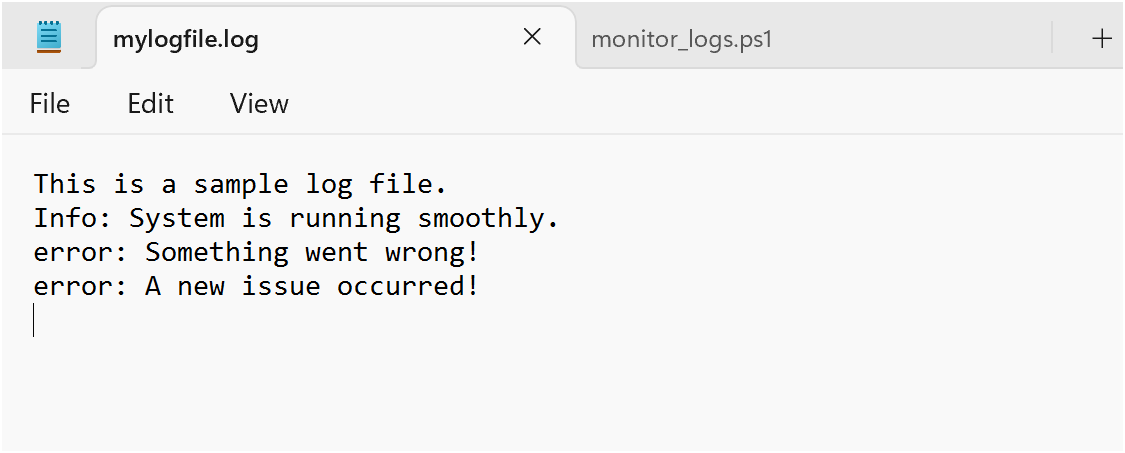 mylogfile.log
monitor_logs.ps1
File Edit View
This is a sample log file.
Info: System is running smoothly.
error: Something went wrong!
error: A new issue occurred!